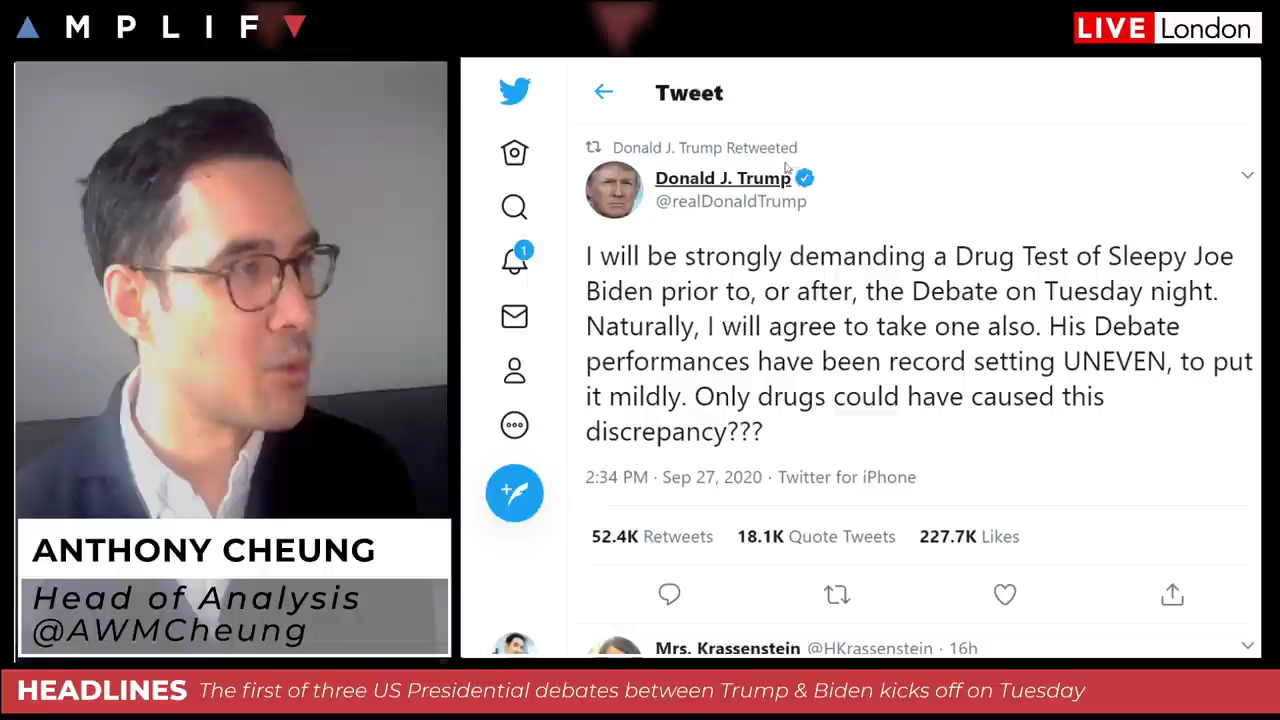 AMPLIFY
LIVE London
Tweet
Donald J. Trump Retweeted
Donald J. Trump
@realDonaldTrump
1
I will be strongly demanding a Drug Test of Sleepy Joe
Biden prior to, or after, the Debate on Tuesday night.
Naturally, I will agree to take one also. His Debate
performances have been record setting UNEVEN, to put
it mildly. Only drugs could have caused this
discrepancy???
2:34 PM · Sep 27, 2020 · Twitter for iPhone
52.4K Retweets 18.1K Quote Tweets 227.7K Likes
Mrs. Krassenstein @HKrassenstein · 16h
ANTHONY CHEUNG
Head of Analysis
@AWMCheung
HEADLINES The first of three US Presidential debates between Trump & Biden kicks off on Tuesday